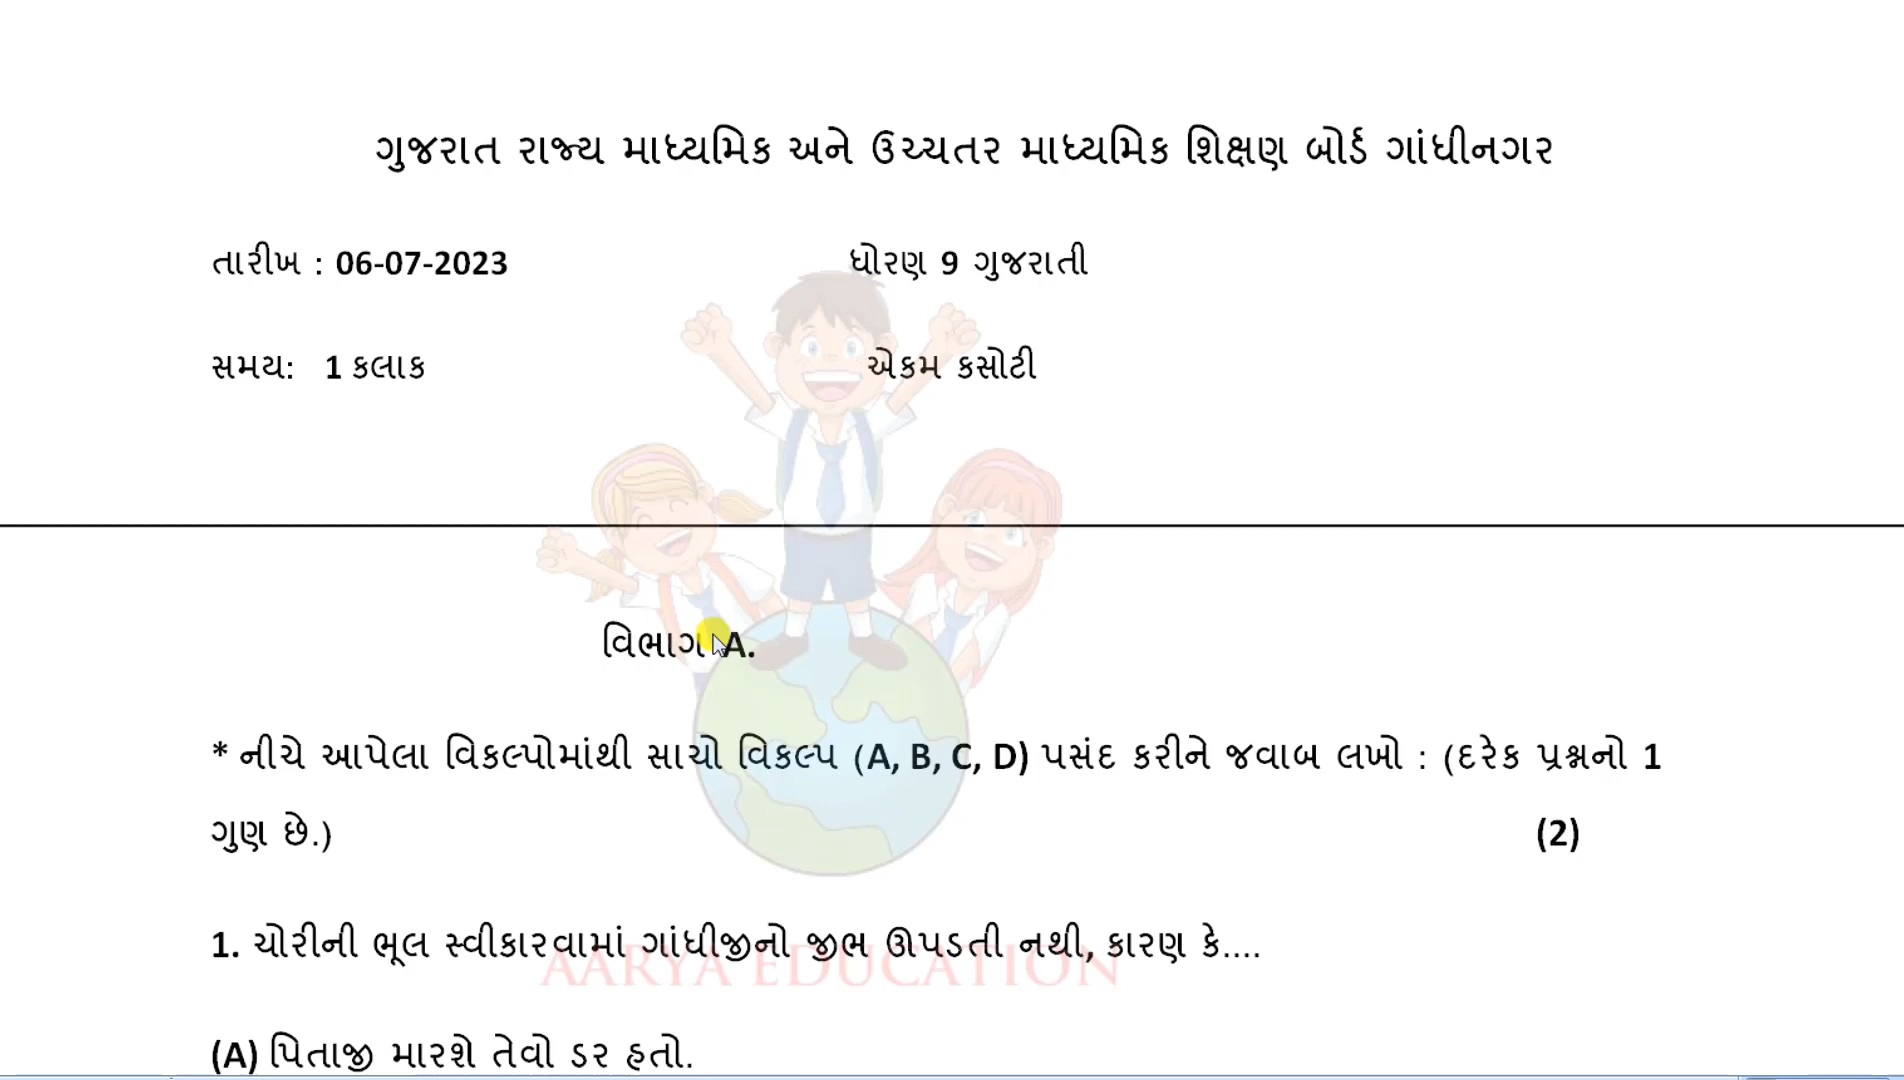 ગુજરાત રાજ્ય માધ્યમિક અને ઉચ્ચતર માધ્યમિક શિક્ષણ બોર્ડ ગાંધીનગર
તારીખ : 06-07-2023 ધોરણ 9 ગુજરાતી
સમય: 1 કલાક એકમ કસોટી
વિભાગ A.
* નીચે આપેલા વિકલ્પોમાંથી સાચો વિકલ્પ (A, B, C, D) પસંદ કરીને જવાબ લખો : (દરેક પ્રશ્નનો 1
ગુણ છે.) (2)
1. ચોરીની ભૂલ સ્વીકારવામાં ગાંધીજીનો જીભ ઊપડતી નથી, કારણ કે....
AARYA EDUCATION
(A) પિતાજી મારશે તેવો ડર હતો.